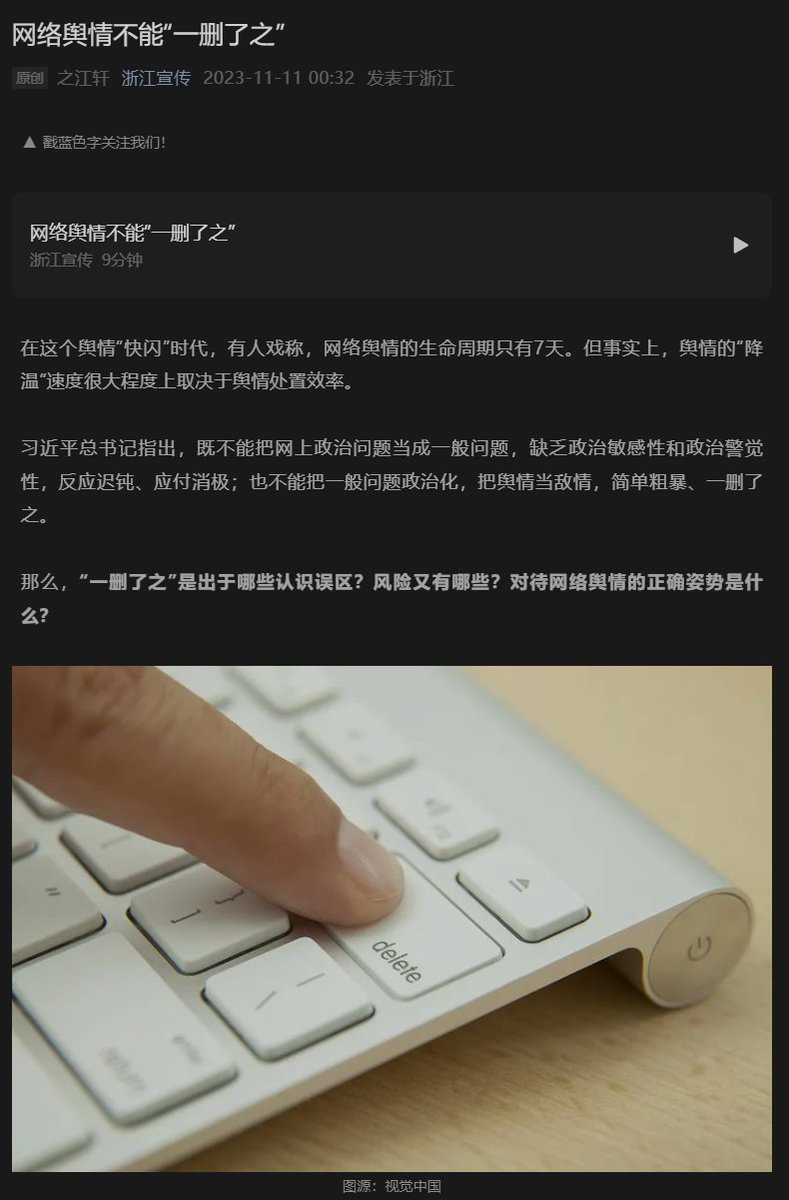 网络舆情不能“一删了之”
原创 之江轩 浙江宣传 2023-11-11 00:32 发表于浙江
▲ 戳蓝色字关注我们！
网络舆情不能“一删了之”
浙江宣传 9分钟
在这个舆情“快闪”时代，有人戏称，网络舆情的生命周期只有7天。但事实上，舆情的“降
温”速度很大程度上取决于舆情处置效率。
习近平总书记指出，既不能把网上政治问题当成一般问题，缺乏政治敏感性和政治警觉
性，反应迟钝、应付消极；也不能把一般问题政治化，把舆情当敌情，简单粗暴、一删了
之。
那么，“一删了之”是出于哪些认识误区？风险又有哪些？对待网络舆情的正确姿势是什
么？
delete
enter
return
图源：视觉中国